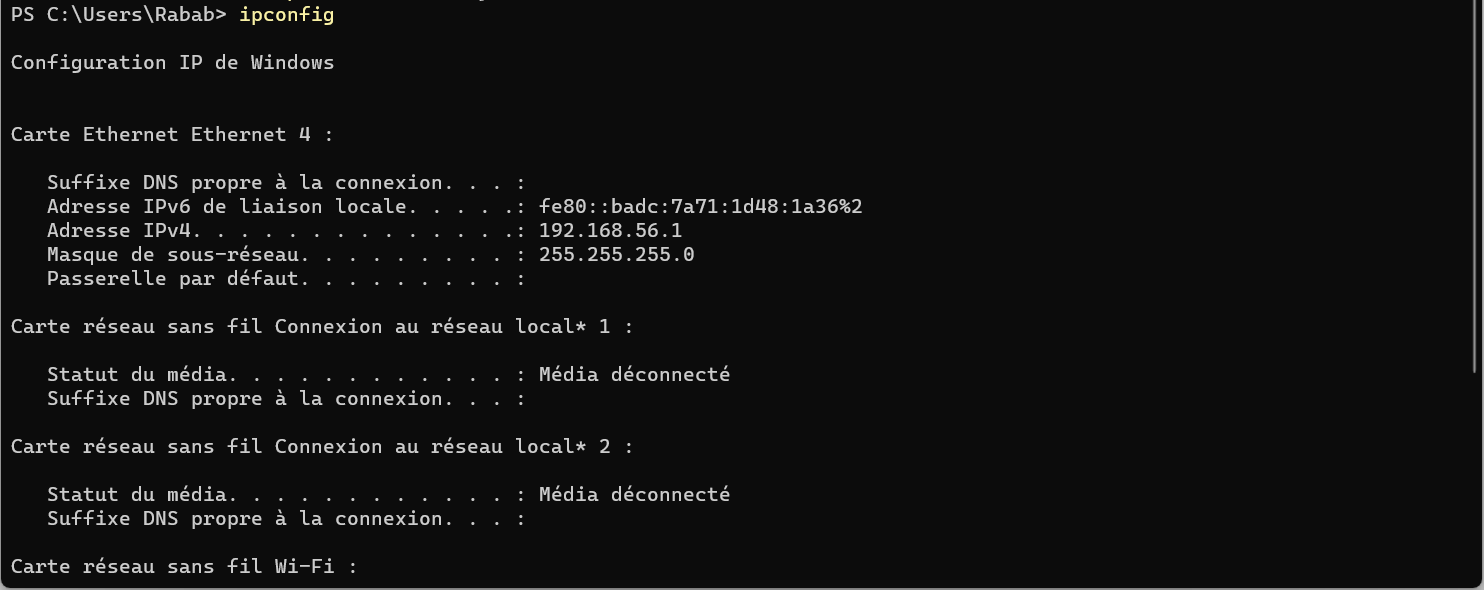 PS C:\Users\Rabab> ipconfig
Configuration IP de Windows
Carte Ethernet Ethernet 4 :
Suffixe DNS propre à la connexion. . . :
Adresse IPv6 de liaison locale. . . . .: fe80::badc:7a71:1d48:1a36%2
Adresse IPv4. . . . . . . . . . . . . .: 192.168.56.1
Masque de sous-réseau. . . . . . . . . : 255.255.255.0
Passerelle par défaut. . . . . . . . . :
Carte réseau sans fil Connexion au réseau local* 1 :
Statut du média. . . . . . . . . . . . : Média déconnecté
Suffixe DNS propre à la connexion. . . :
Carte réseau sans fil Connexion au réseau local* 2 :
Statut du média. . . . . . . . . . . . : Média déconnecté
Suffixe DNS propre à la connexion. . . :
Carte réseau sans fil Wi-Fi :